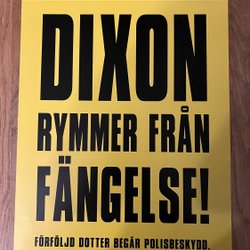 DIXON
RYMMER FRÅN
FÄNGELSE!
FÖRFÖLJD DOTTER BEGÄR POLISBESKYDD.